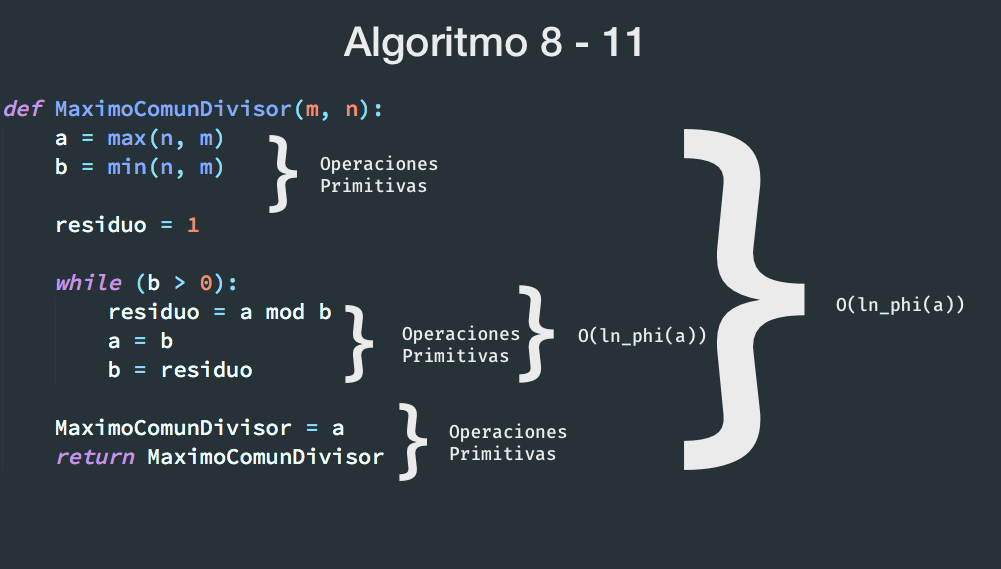 Algoritmo 8 - 11
def MaximoComunDivisor(m, n):
a = max(n, m)
b = min(n, m)
Operaciones
Primitivas
residuo = 1
while (b > 0):
residuo = a mod b
a = b
b = residuo
Operaciones
Primitivas
O(ln_phi(a))
O(ln_phi(a))
MaximoComunDivisor = a
return MaximoComunDivisor
Operaciones
Primitivas